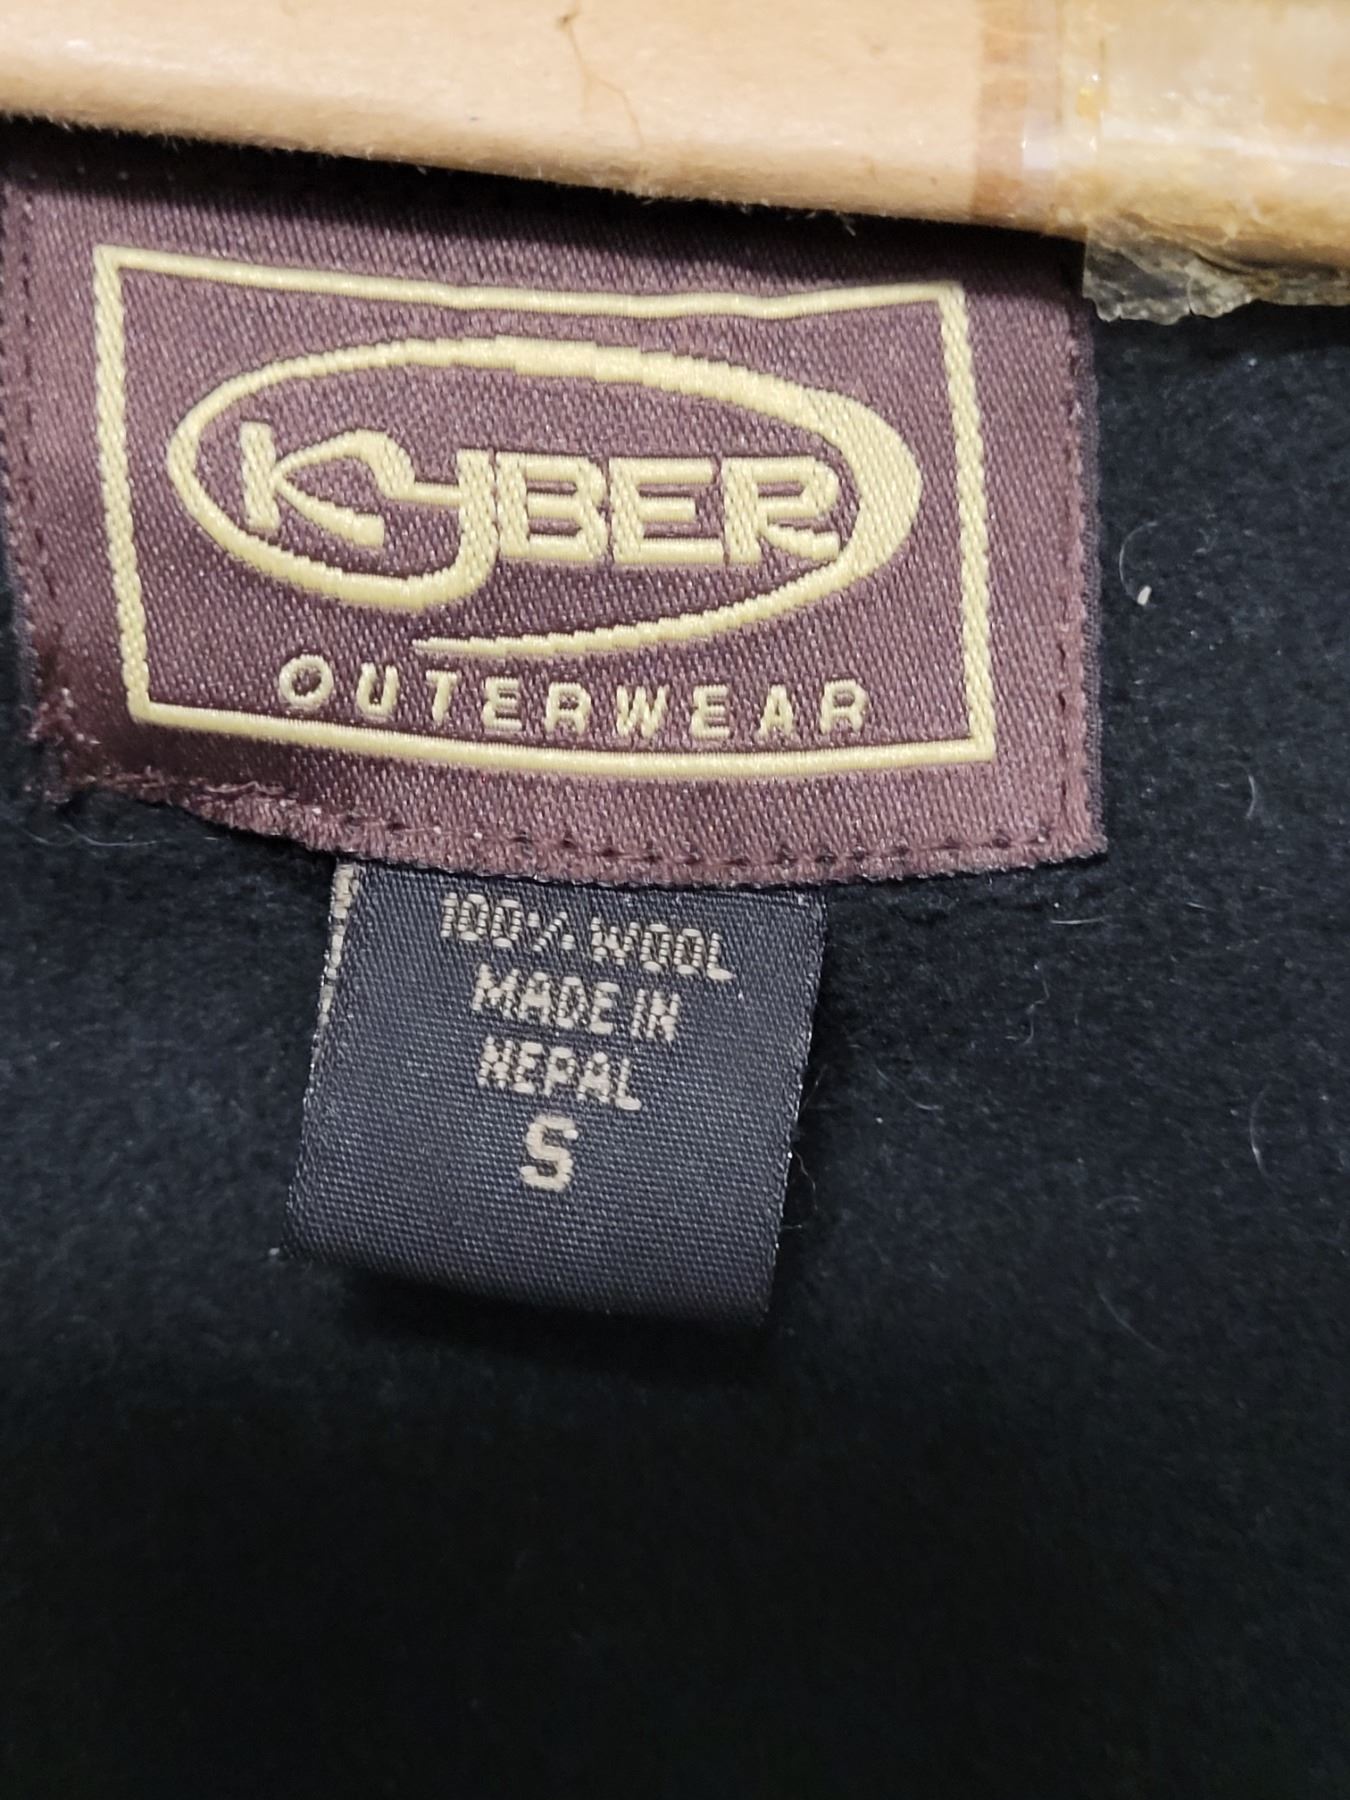 KyBER
OUTERWEAR
100% WOOL
MADE IN
NEPAL
S